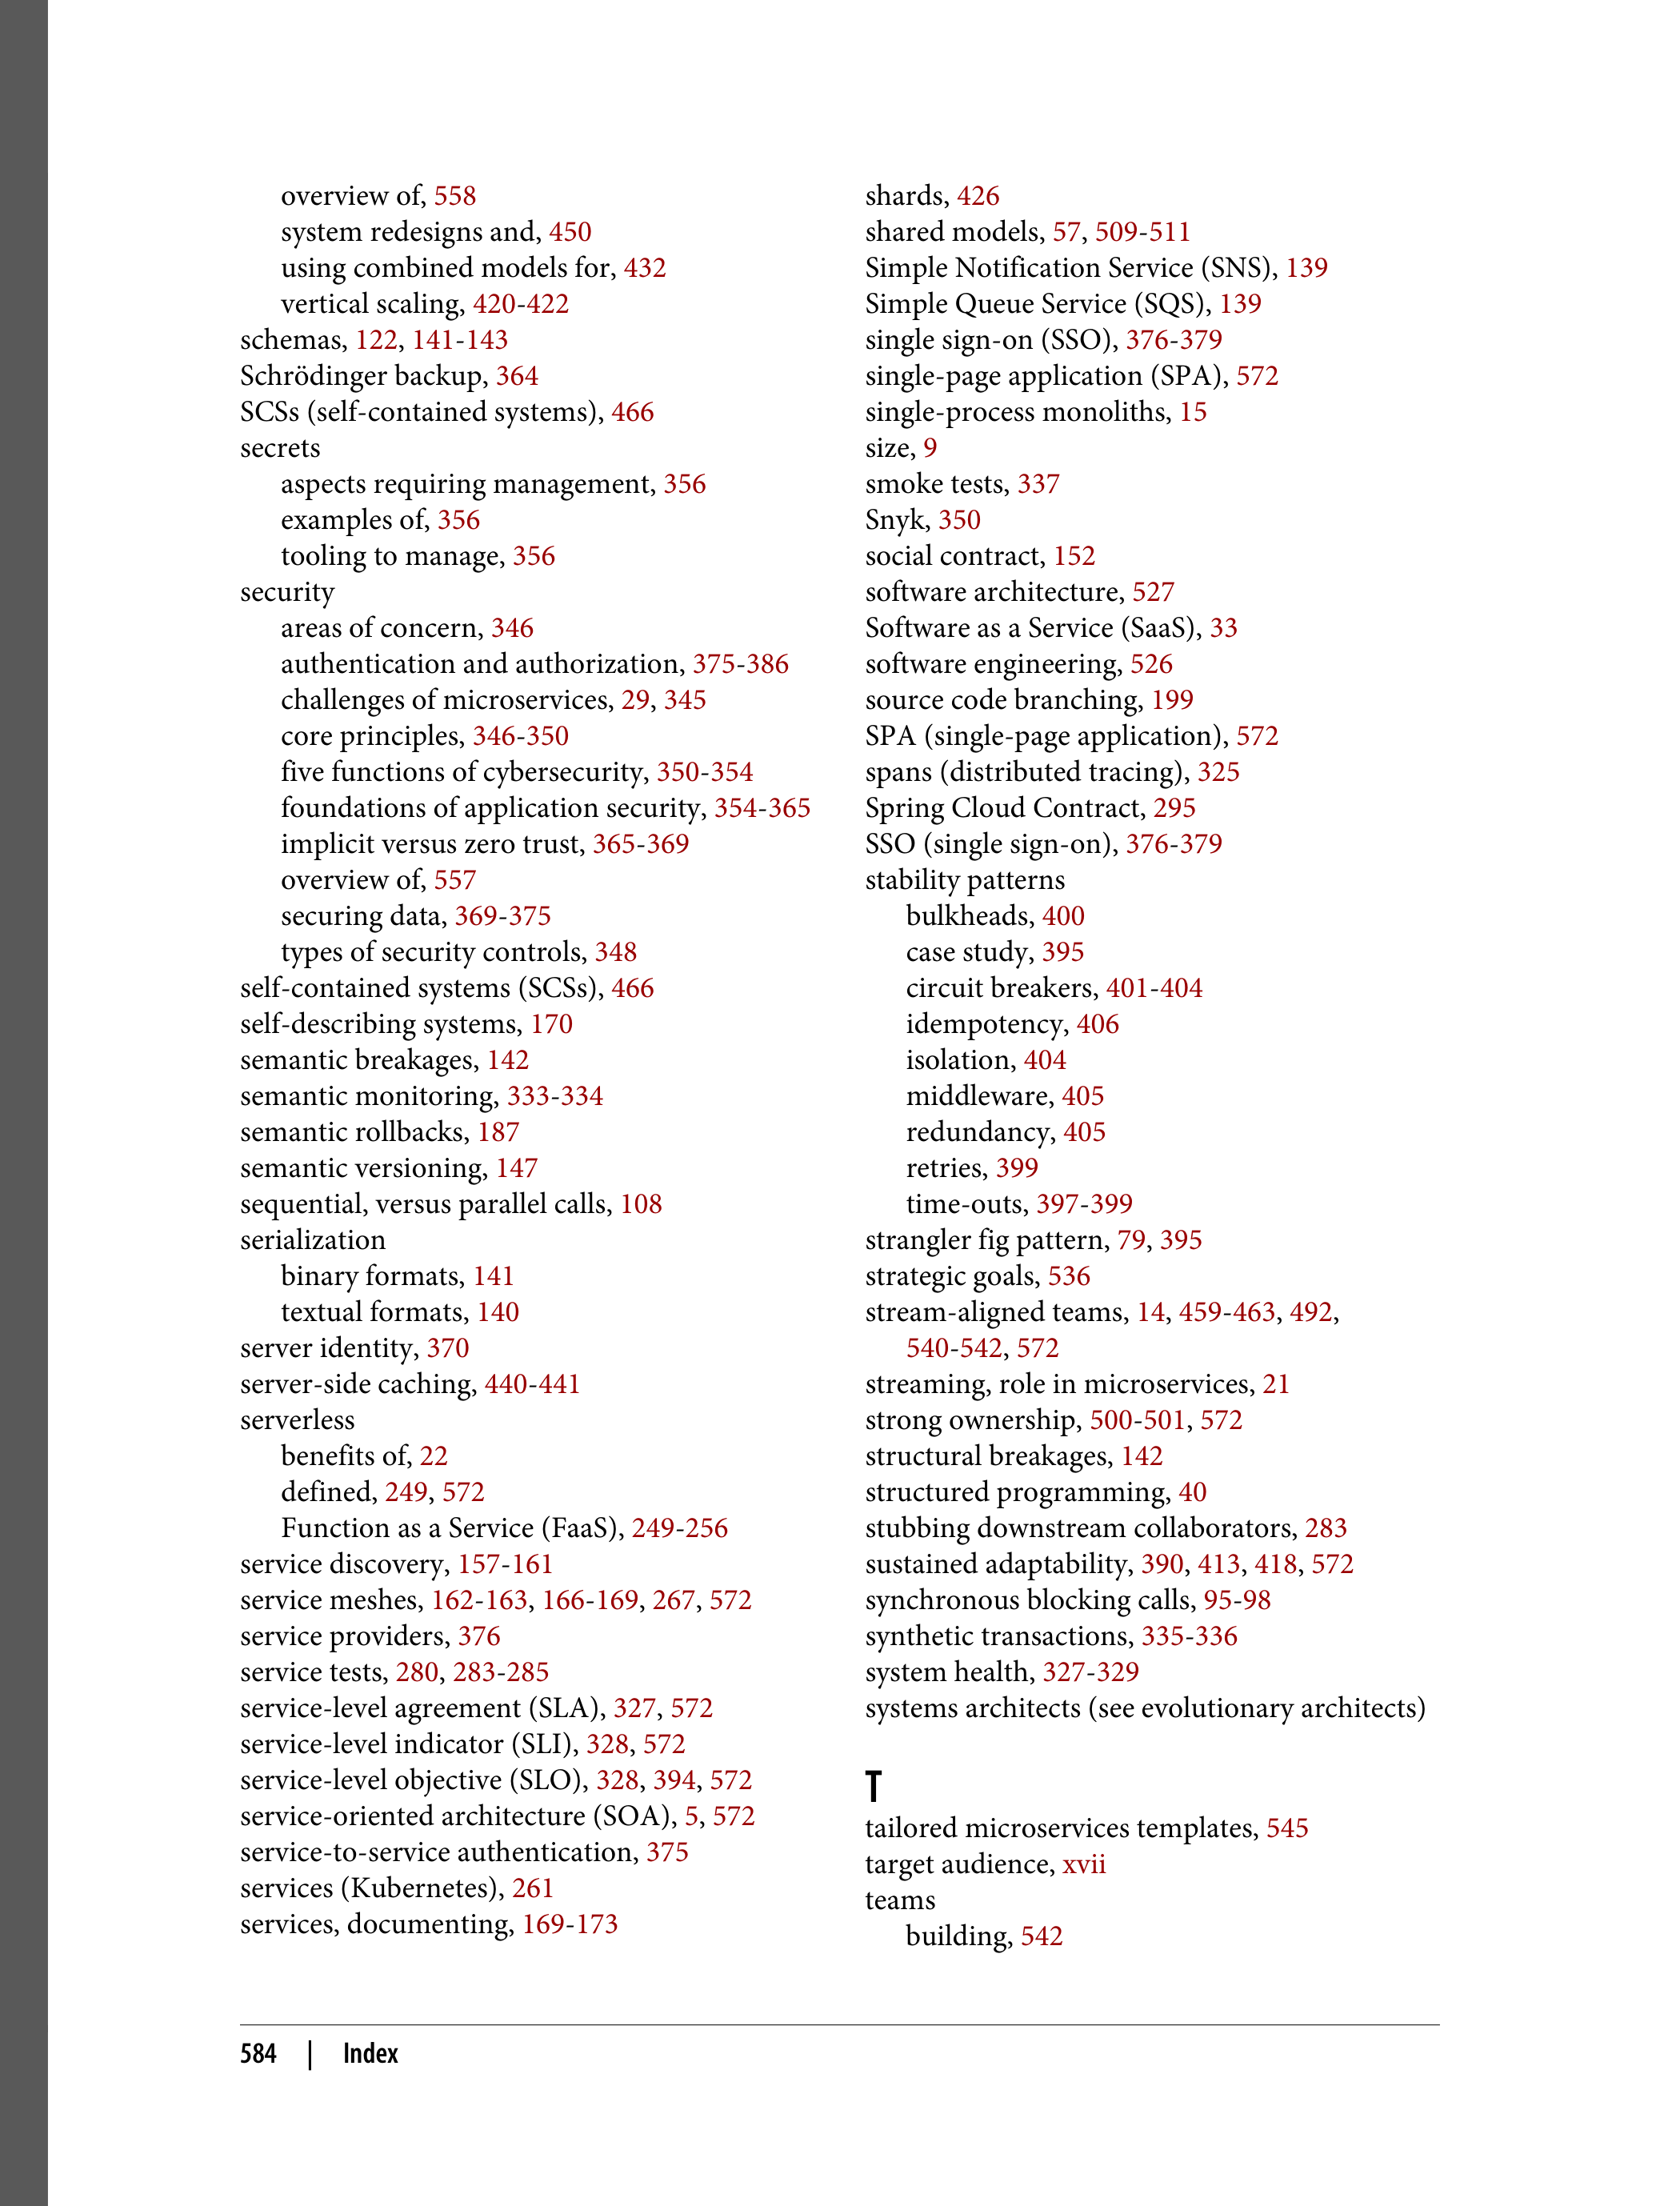 overview of, 558
system redesigns and, 450
using combined models for, 432
vertical scaling, 420-422
schemas, 122, 141-143
Schrödinger backup, 364
SCSs (self-contained systems), 466
secrets
aspects requiring management, 356
examples of, 356
tooling to manage, 356
security
areas of concern, 346
authentication and authorization, 375-386
challenges of microservices, 29, 345
core principles, 346-350
five functions of cybersecurity, 350-354
foundations of application security, 354-365
implicit versus zero trust, 365-369
overview of, 557
securing data, 369-375
types of security controls, 348
self-contained systems (SCSs), 466
self-describing systems, 170
semantic breakages, 142
semantic monitoring, 333-334
semantic rollbacks, 187
semantic versioning, 147
sequential, versus parallel calls, 108
serialization
binary formats, 141
textual formats, 140
server identity, 370
server-side caching, 440-441
serverless
benefits of, 22
defined, 249, 572
Function as a Service (FaaS), 249-256
service discovery, 157-161
service meshes, 162-163, 166-169, 267, 572
service providers, 376
service tests, 280, 283-285
service-level agreement (SLA), 327, 572
service-level indicator (SLI), 328, 572
service-level objective (SLO), 328, 394, 572
service-oriented architecture (SOA), 5, 572
service-to-service authentication, 375
services (Kubernetes), 261
services, documenting, 169-173
shards, 426
shared models, 57, 509-511
Simple Notification Service (SNS), 139
Simple Queue Service (SQS), 139
single sign-on (SSO), 376-379
single-page application (SPA), 572
single-process monoliths, 15
size, 9
smoke tests, 337
Snyk, 350
social contract, 152
software architecture, 527
Software as a Service (SaaS), 33
software engineering, 526
source code branching, 199
SPA (single-page application), 572
spans (distributed tracing), 325
Spring Cloud Contract, 295
SSO (single sign-on), 376-379
stability patterns
bulkheads, 400
case study, 395
circuit breakers, 401-404
idempotency, 406
isolation, 404
middleware, 405
redundancy, 405
retries, 399
time-outs, 397-399
strangler fig pattern, 79, 395
strategic goals, 536
stream-aligned teams, 14, 459-463, 492,
540-542, 572
streaming, role in microservices, 21
strong ownership, 500-501, 572
structural breakages, 142
structured programming, 40
stubbing downstream collaborators, 283
sustained adaptability, 390, 413, 418, 572
synchronous blocking calls, 95-98
synthetic transactions, 335-336
system health, 327-329
systems architects (see evolutionary architects)
T
tailored microservices templates, 545
target audience, xvii
teams
building, 542
584 | Index